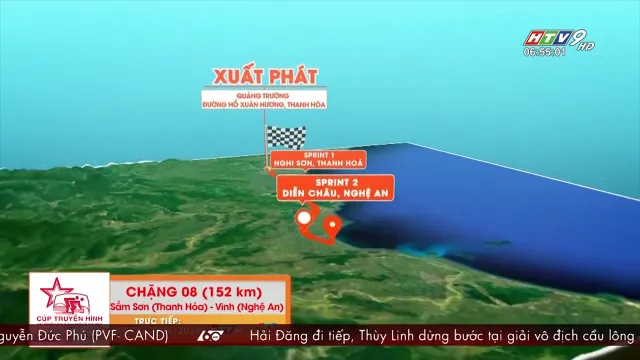 HTV9 HD
06:55:01
XUẤT PHÁT
QUẢNG TRƯỜNG
ĐƯỜNG HỒ XUÂN HƯƠNG, THANH HÓA
SPRINT 1
NGHI SƠN, THANH HOÁ
SPRINT 2
DIỄN CHÂU, NGHỆ AN
CHẶNG 08 (152 km)
Sầm Sơn (Thanh Hóa) - Vinh (Nghệ An)
TRỰC TIẾP:
CÚP TRUYỀN HÌNH
guyễn Đức Phú (PVF- CAND) 60 Hải Đăng đi tiếp, Thùy Linh dừng bước tại giải vô địch cầu lông